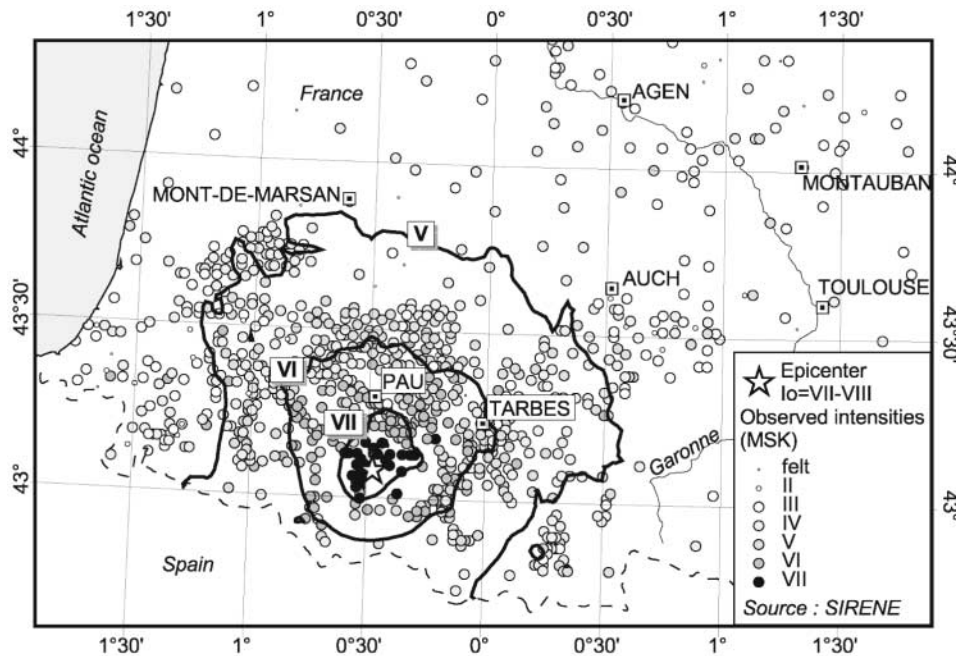 1°30' 1° 0°30' 0° 0°30' 1° 1°30'
France
AGEN
Atlantic ocean
44°
44°
MONT-DE-MARSAN
MONTAUBAN
V
AUCH
TOULOUSE
43°30'
43°30'
VI
PAU
VII
TARBES
Garonne
43°
43°
Spain
Epicenter
Io=VII-VIII
Observed intensities
(MSK)
felt
II
III
IV
V
VI
VII
Source : SIRENE
1°30' 1° 0°30' 0° 0°30' 1° 1°30'